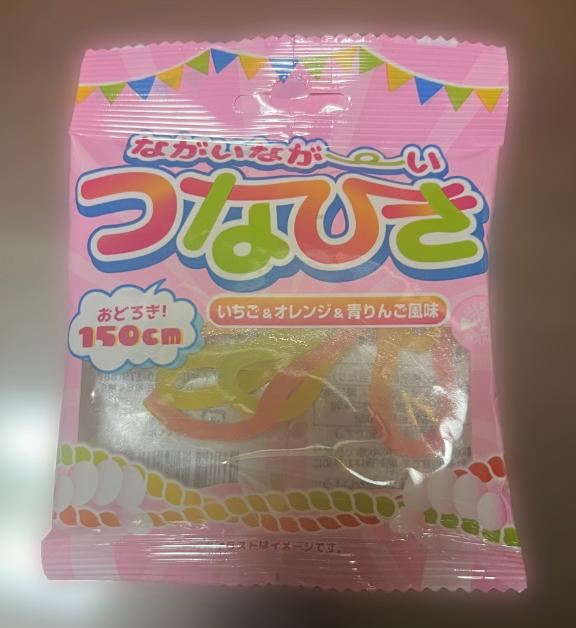 ながいながーい
つなひき
おどろき!
150cm
いちご&オレンジ&青りんご風味
ラストはイメージです。